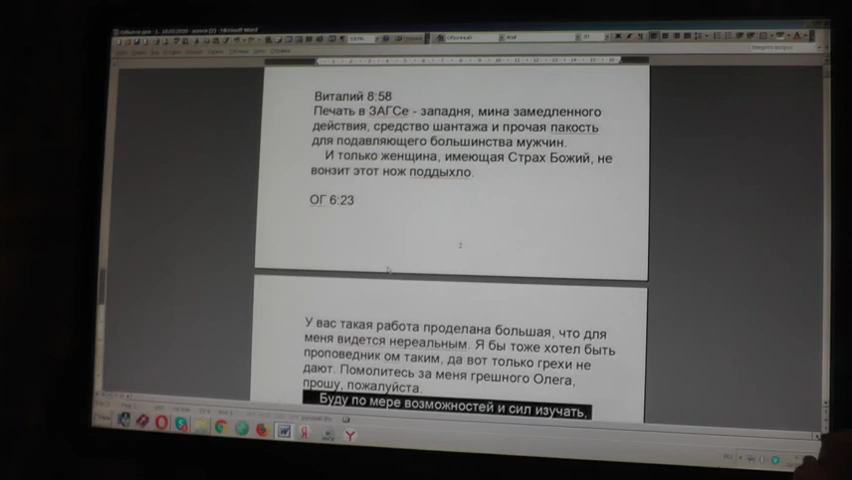 Виталий 8:58
Печать в ЗАГСе - западня, мина замедленного
действия, средство шантажа и прочая пакость
для подавляющего большинства мужчин.
И только женщина, имеющая Страх Божий, не
вонзит этот нож поддыхло.
ОГ 6:23
У вас такая работа проделана большая, что для
меня видется нереальным. Я бы тоже хотел быть
проповедник ом таким, да вот только грехи не
дают. Помолитесь за меня грешного Олега,
прошу, пожалуйста.
Буду по мере возможностей и сил изучать,